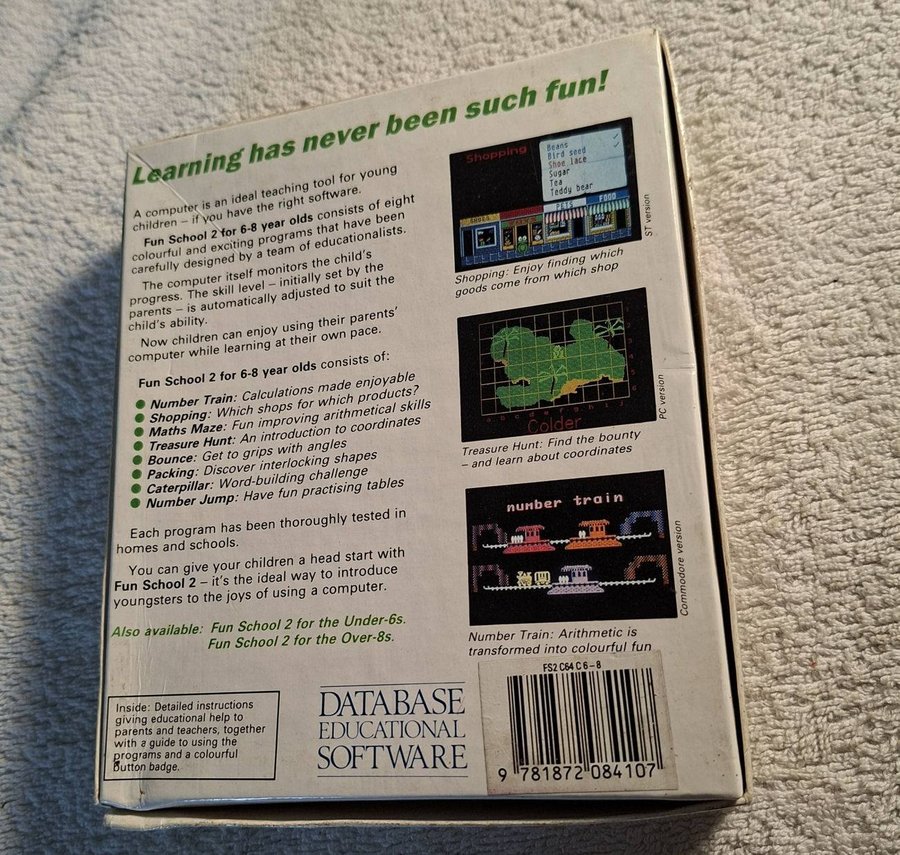 Learning has never been such fun!
A computer is an ideal teaching tool for young
children – if you have the right software.
Fun School 2 for 6-8 year olds consists of eight
colourful and exciting programs that have been
carefully designed by a team of educationalists.
The computer itself monitors the child's
progress. The skill level – initially set by the
parents – is automatically adjusted to suit the
child's ability.
Now children can enjoy using their parents'
computer while learning at their own pace.
Fun School 2 for 6-8 year olds consists of:
Number Train: Calculations made enjoyable
Shopping: Which shops for which products?
Maths Maze: Fun improving arithmetical skills
Treasure Hunt: An introduction to coordinates
Bounce: Get to grips with angles
Packing: Discover interlocking shapes
Caterpillar: Word-building challenge
Number Jump: Have fun practising tables
Each program has been thoroughly tested in
homes and schools.
You can give your children a head start with
Fun School 2 – it's the ideal way to introduce
youngsters to the joys of using a computer.
Also available: Fun School 2 for the Under-6s.
Fun School 2 for the Over-8s.
Inside: Detailed instructions
giving educational help to
parents and teachers, together
with a guide to using the
programs and a colourful
button badge.
DATABASE
EDUCATIONAL
SOFTWARE
Shopping
Beans
Bird seed
Shoe lace
Sugar
Tea
Teddy bear
SHOES
PETS
FOOD
ST version
Shopping: Enjoy finding which
goods come from which shop
Colder
PC version
Treasure Hunt: Find the bounty
– and learn about coordinates
number train
Commodore version
Number Train: Arithmetic is
transformed into colourful fun
FS2 C64 C 6-8
9 781872 084107